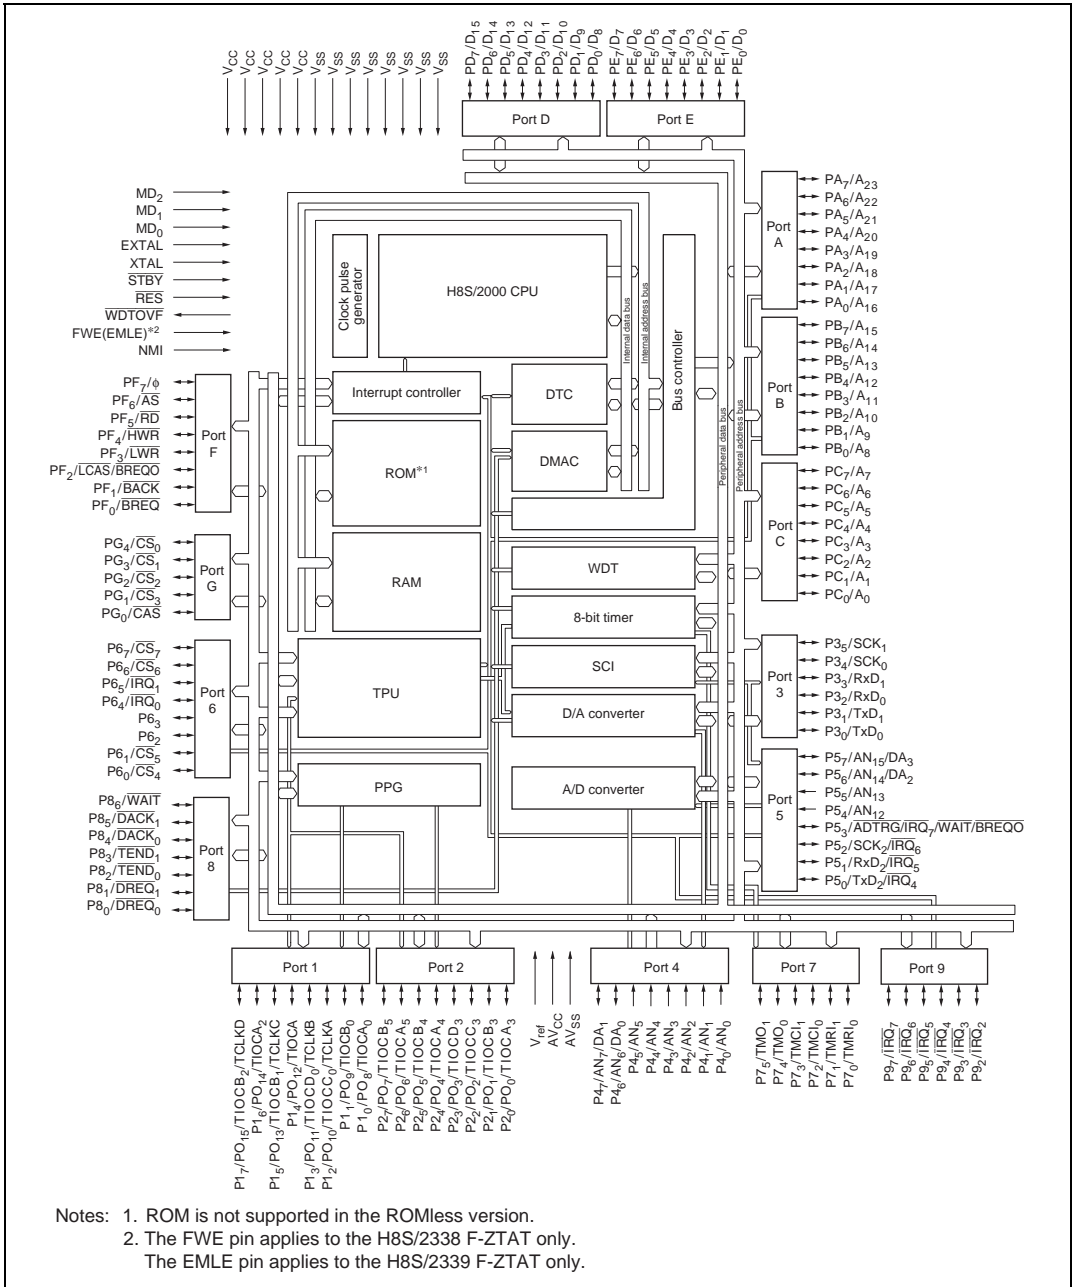 VCC
VCC
VCC
VCC
VCC
VSS
VSS
VSS
VSS
VSS
VSS
VSS
VSS
PD7/D15
PD6/D14
PD5/D13
PD4/D12
PD3/D11
PD2/D10
PD1/D9
PD0/D8
PE7/D7
PE6/D6
PE5/D5
PE4/D4
PE3/D3
PE2/D2
PE1/D1
PE0/D0
Port D
Port E
MD2
MD1
MD0
EXTAL
XTAL
STBY
RES
WDTOVF
FWE(EMLE)*2
NMI
Clock pulse generator
H8S/2000 CPU
Internal data bus
Internal address bus
Bus controller
Peripheral data bus
Peripheral address bus
Port A
PA7/A23
PA6/A22
PA5/A21
PA4/A20
PA3/A19
PA2/A18
PA1/A17
PA0/A16
Port B
PB7/A15
PB6/A14
PB5/A13
PB4/A12
PB3/A11
PB2/A10
PB1/A9
PB0/A8
PF7/ϕ
PF6/AS
PF5/RD
PF4/HWR
PF3/LWR
PF2/LCAS/BREQO
PF1/BACK
PF0/BREQ
Port F
Interrupt controller
DTC
ROM*1
DMAC
Port C
PC7/A7
PC6/A6
PC5/A5
PC4/A4
PC3/A3
PC2/A2
PC1/A1
PC0/A0
PG4/CS0
PG3/CS1
PG2/CS2
PG1/CS3
PG0/CAS
Port G
RAM
WDT
8-bit timer
P67/CS7
P66/CS6
P65/IRQ1
P64/IRQ0
P63
P62
P61/CS5
P60/CS4
Port 6
TPU
SCI
D/A converter
Port 3
P35/SCK1
P34/SCK0
P33/RxD1
P32/RxD0
P31/TxD1
P30/TxD0
PPG
A/D converter
Port 5
P57/AN15/DA3
P56/AN14/DA2
P55/AN13
P54/AN12
P53/ADTRG/IRQ7/WAIT/BREQO
P52/SCK2/IRQ6
P51/RxD2/IRQ5
P50/TxD2/IRQ4
P86/WAIT
P85/DACK1
P84/DACK0
P83/TEND1
P82/TEND0
P81/DREQ1
P80/DREQ0
Port 8
Port 1
Port 2
Port 4
Port 7
Port 9
P17/PO15/TIOCB2/TCLKD
P16/PO14/TIOCA2
P15/PO13/TIOCB1/TCLKC
P14/PO12/TIOCA
P13/PO11/TIOCD0/TCLKB
P12/PO10/TIOCC0/TCLKA
P11/PO9/TIOCB0
P10/PO8/TIOCA0
P27/PO7/TIOCB5
P26/PO6/TIOCA5
P25/PO5/TIOCB4
P24/PO4/TIOCA4
P23/PO3/TIOCD3
P22/PO2/TIOCC3
P21/PO1/TIOCB3
P20/PO0/TIOCA3
Vref
AVCC
AVSS
P47/AN7/DA1
P46/AN6/DA0
P45/AN5
P44/AN4
P43/AN3
P42/AN2
P41/AN1
P40/AN0
P75/TMO1
P74/TMO0
P73/TMCI1
P72/TMCI0
P71/TMRI1
P70/TMRI0
P97/IRQ7
P96/IRQ6
P95/IRQ5
P94/IRQ4
P93/IRQ3
P92/IRQ2
Notes: 1. ROM is not supported in the ROMless version.
2. The FWE pin applies to the H8S/2338 F-ZTAT only.
The EMLE pin applies to the H8S/2339 F-ZTAT only.